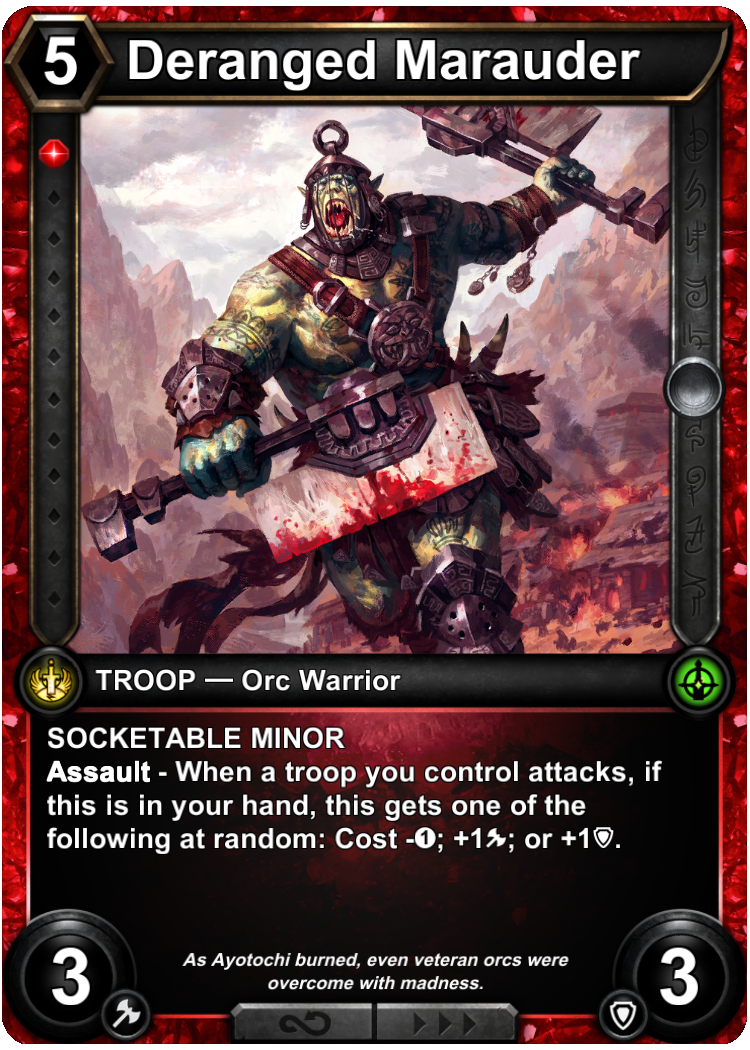 5 Deranged Marauder
TROOP — Orc Warrior
SOCKETABLE MINOR
Assault - When a troop you control attacks, if
this is in your hand, this gets one of the
following at random: Cost -1; +1; or +1.
As Ayotochi burned, even veteran orcs were
overcome with madness.
3
3